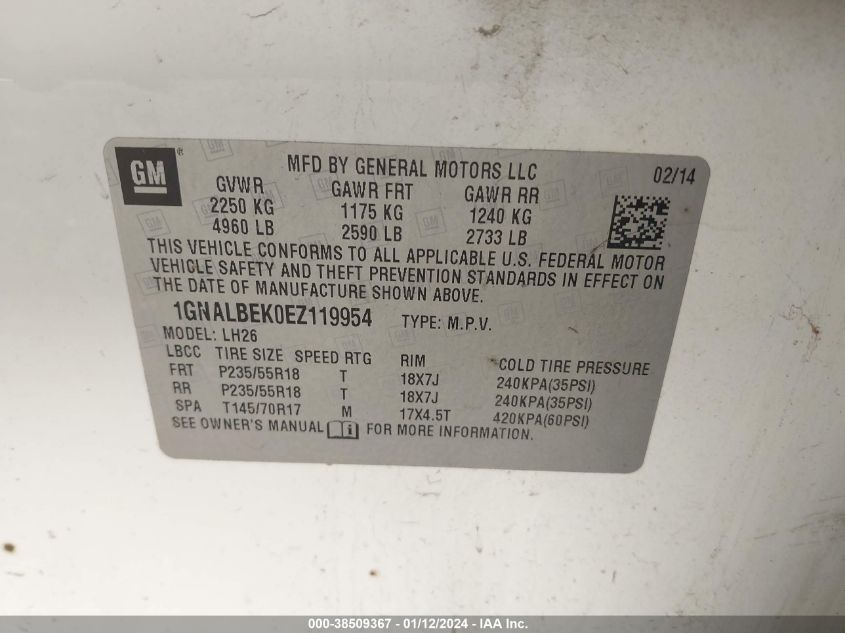 GM ®
MFD BY GENERAL MOTORS LLC 02/14
GVWR GAWR FRT GAWR RR
2250 KG 1175 KG 1240 KG
4960 LB 2590 LB 2733 LB
THIS VEHICLE CONFORMS TO ALL APPLICABLE U.S. FEDERAL MOTOR
VEHICLE SAFETY AND THEFT PREVENTION STANDARDS IN EFFECT ON
THE DATE OF MANUFACTURE SHOWN ABOVE.
1GNALBEK0EZ119954 TYPE: M.P.V.
MODEL: LH26
LBCC TIRE SIZE SPEED RTG RIM COLD TIRE PRESSURE
FRT P235/55R18 T 18X7J 240KPA(35PSI)
RR P235/55R18 T 18X7J 240KPA(35PSI)
SPA T145/70R17 M 17X4.5T 420KPA(60PSI)
SEE OWNER'S MANUAL FOR MORE INFORMATION.
000-38509367 - 01/12/2024 - IAA Inc.